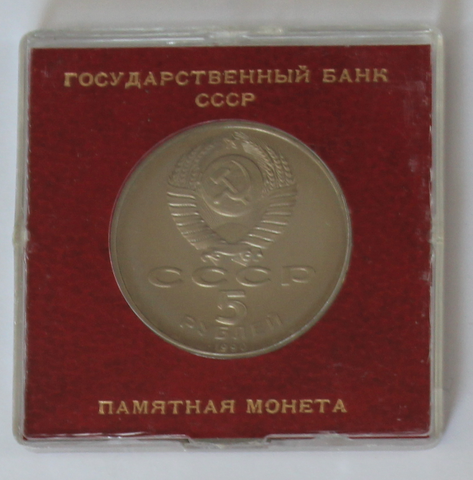 ГОСУДАРСТВЕННЫЙ БАНК
СССР
СССР
5
РУБЛЕЙ
ПАМЯТНАЯ МОНЕТА